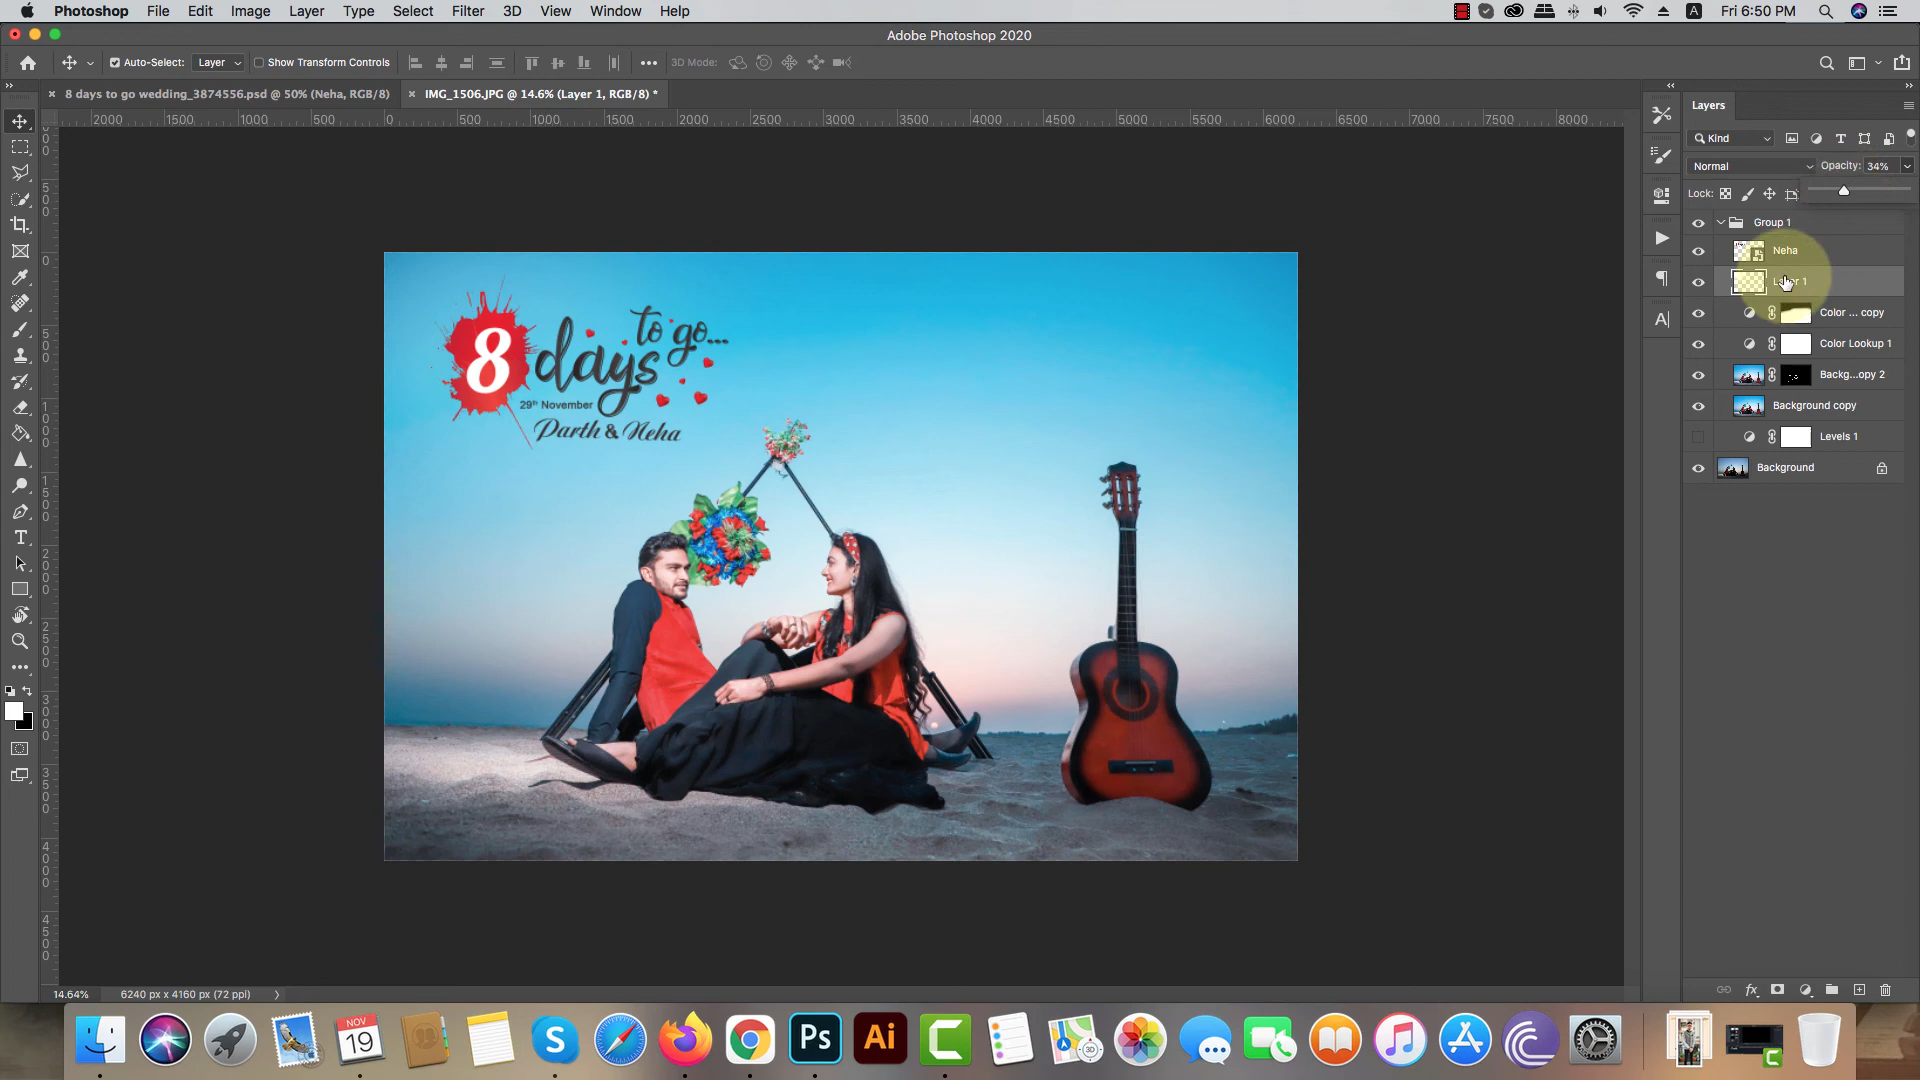 Photoshop File Edit Image Layer Type Select Filter 3D View Window Help
Fri 6:50 PM
Adobe Photoshop 2020
Auto-Select: Layer Show Transform Controls 3D Mode:
8 days to go wedding_3874556.psd @ 50% (Neha, RGB/8)
IMG_1506.JPG @ 14.6% (Layer 1, RGB/8) *
2000 1500 1000 500 0 500 1000 1500 2000 2500 3000 3500 4000 4500 5000 5500 6000 6500 7000 7500 8000
Layers
Kind
Normal Opacity: 34%
Lock:
Group 1
Neha
Layer 1
Color ... copy
Color Lookup 1
Backg...opy 2
Background copy
Levels 1
Background
8 days to go...
29th November
Parth & Neha
14.64% 6240 px x 4160 px (72 ppi)
NOV
19
Ps
Ai